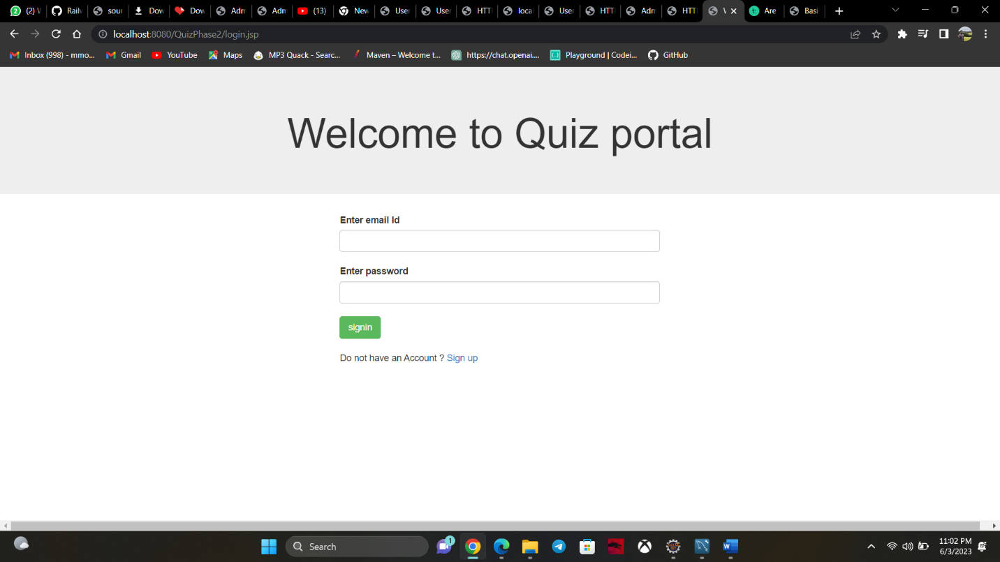 (2) W Railw sour Dow Dow Adm Adm (13) New User User HTT loca User HTT Adm HTT W Are Basi
localhost:8080/QuizPhase2/login.jsp
Inbox (998) - mmo... Gmail YouTube Maps MP3 Quack - Searc... Maven – Welcome t... https://chat.openai.... Playground | Codei... GitHub
Welcome to Quiz portal
Enter email Id
Enter password
signin
Do not have an Account ? Sign up
Search
1
11:02 PM
6/3/2023